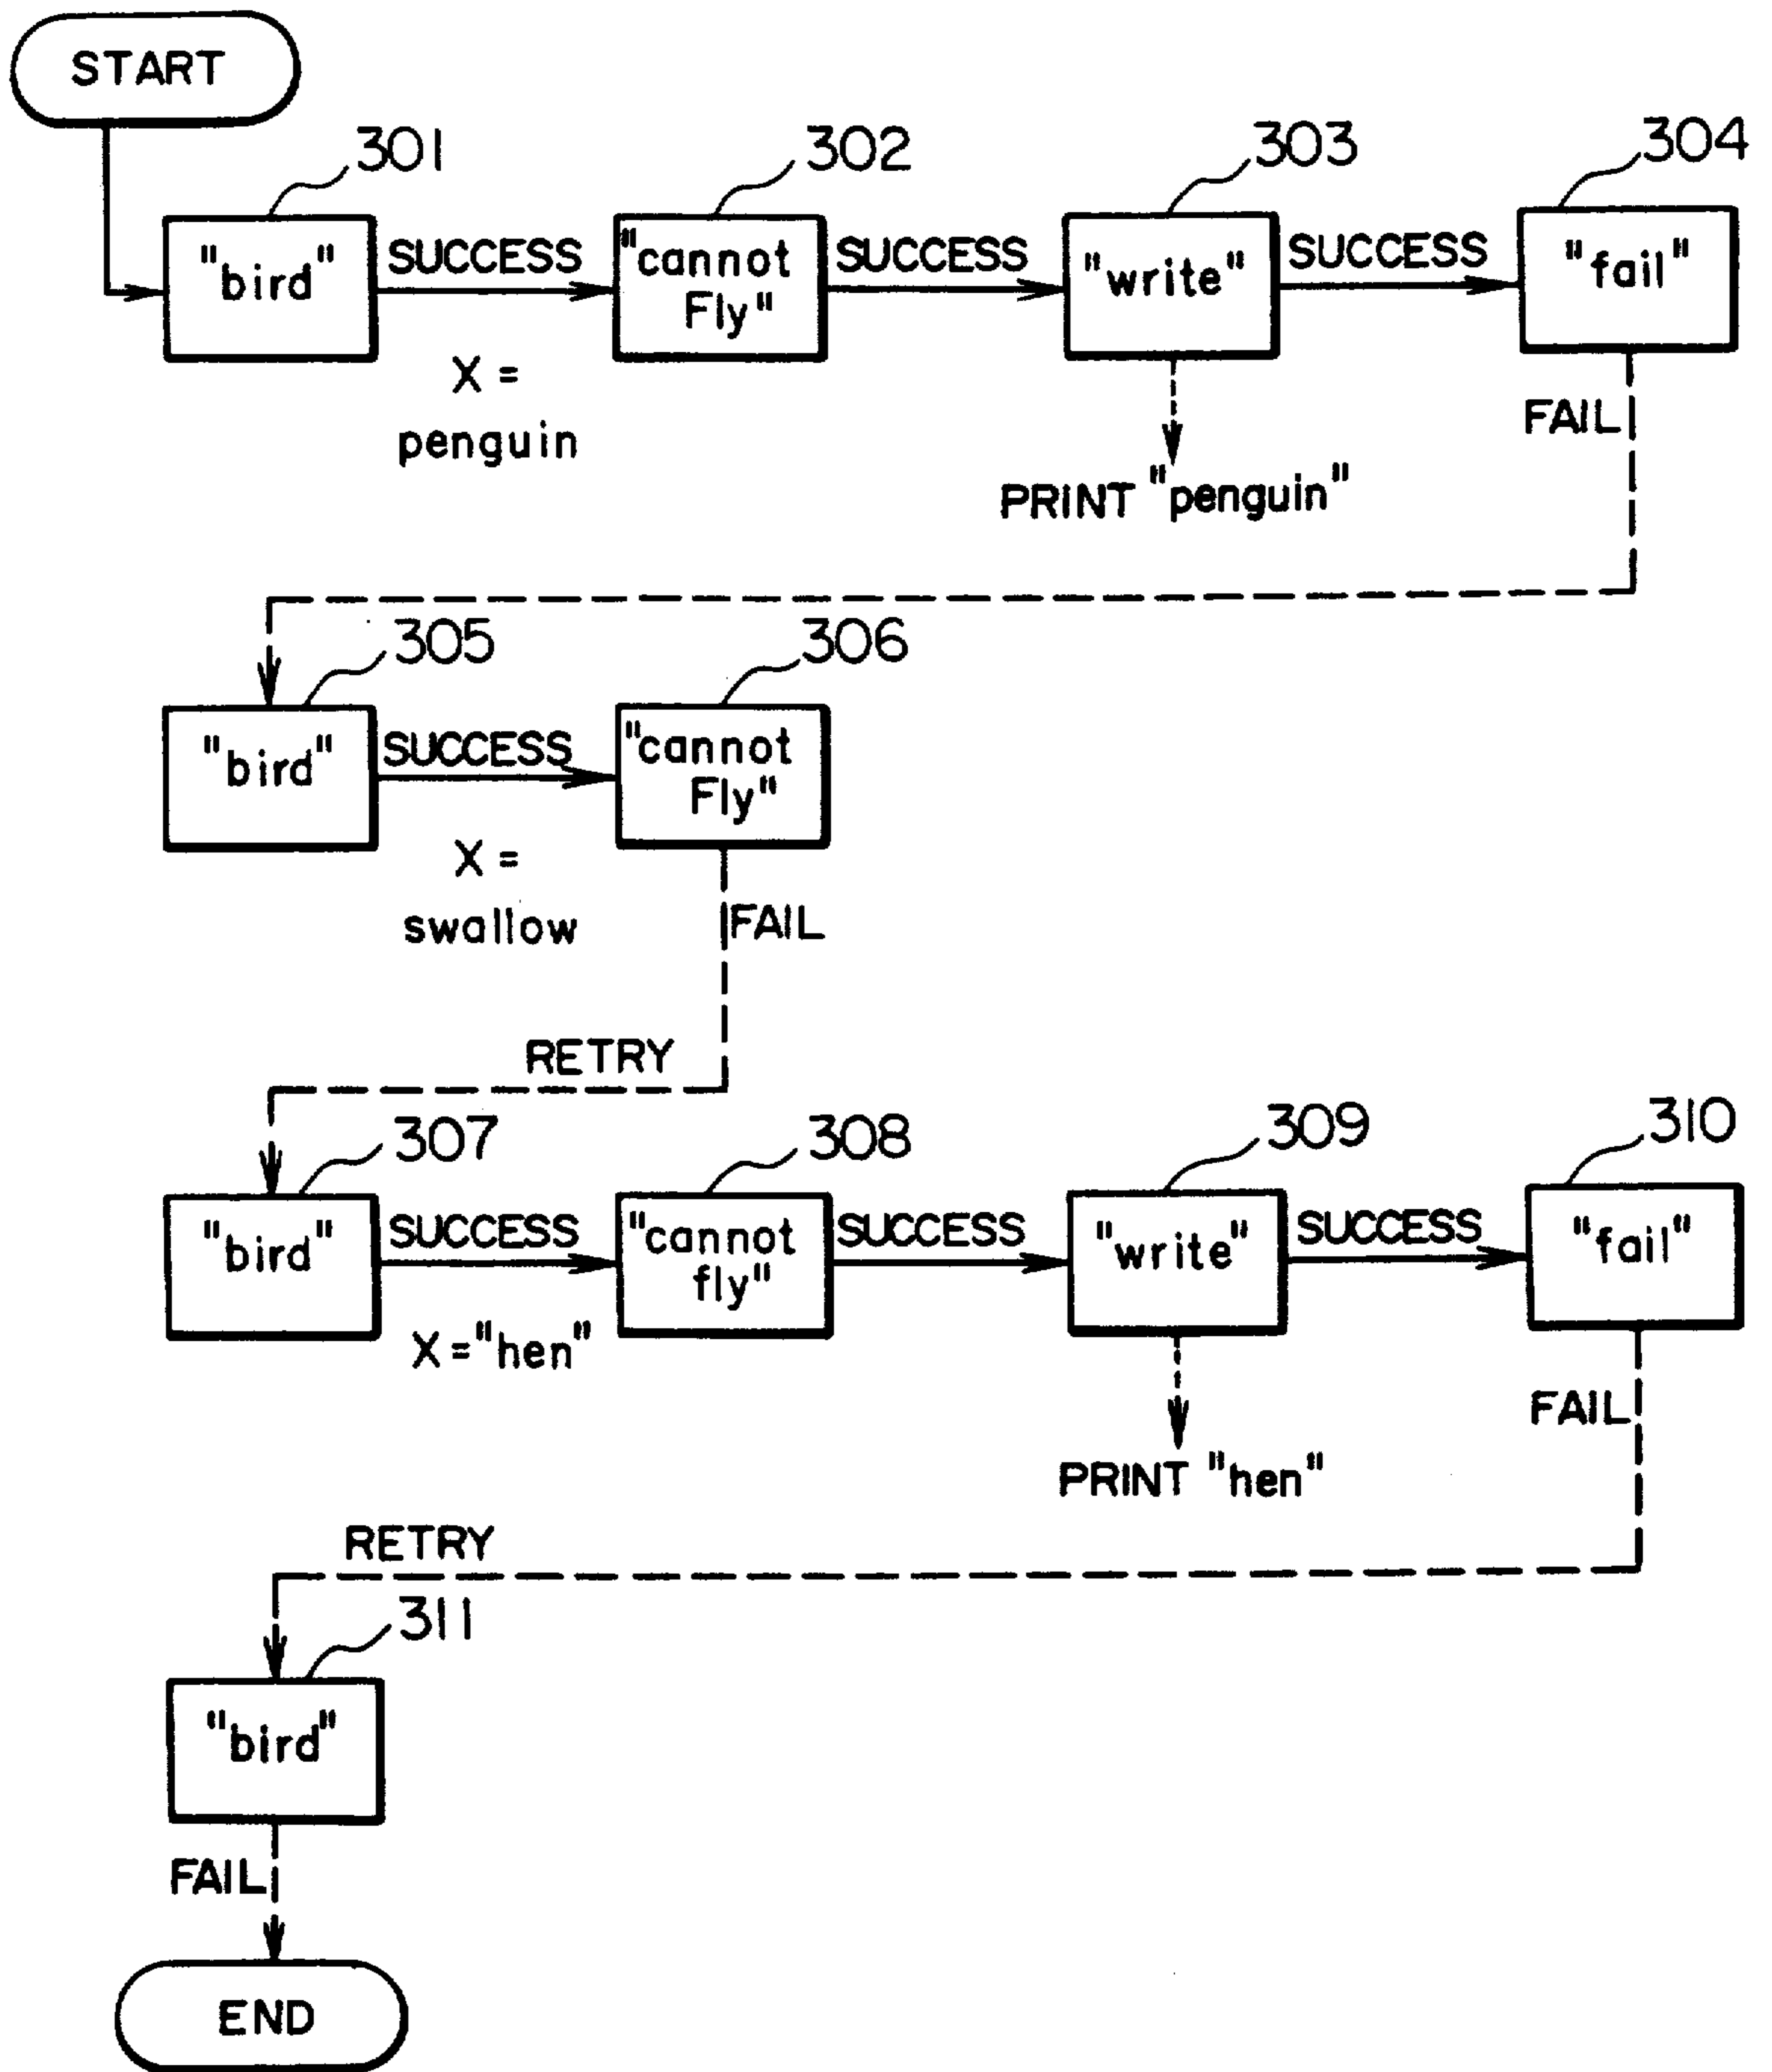 START
301
302
303
304
"bird"
SUCCESS
"cannot
Fly"
SUCCESS
"write"
SUCCESS
"fail"
X =
penguin
PRINT "penguin"
FAIL
305
306
"bird"
SUCCESS
"cannot
Fly"
X =
swallow
FAIL
RETRY
307
308
309
310
"bird"
SUCCESS
"cannot
fly"
SUCCESS
"write"
SUCCESS
"fail"
X ="hen"
PRINT "hen"
FAIL
RETRY
311
"bird"
FAIL
END